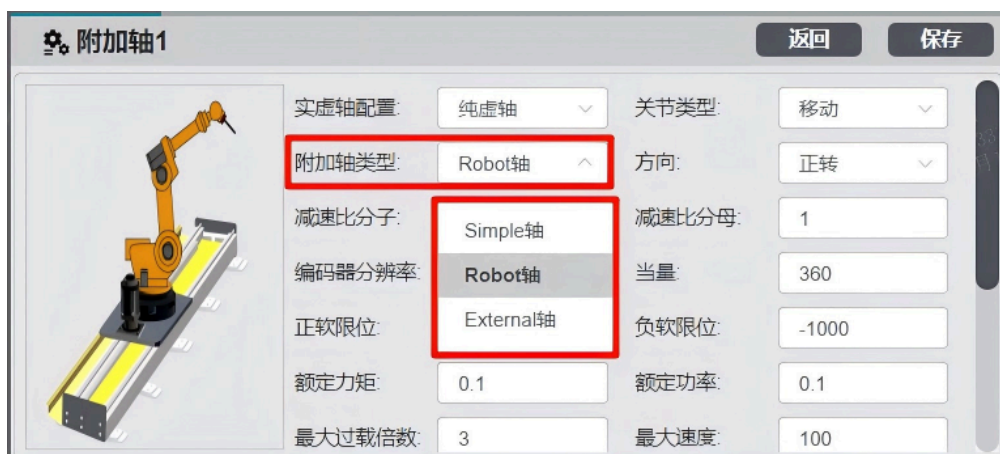 附加轴1 返回 保存
实虚轴配置: 纯虚轴 关节类型: 移动
附加轴类型: Robot轴 方向: 正转
减速比分子: Simple轴 减速比分母: 1
编码器分辨率: Robot轴 当量: 360
正软限位: External轴 负软限位: -1000
额定力矩: 0.1 额定功率: 0.1
最大过载倍数: 3 最大速度: 100